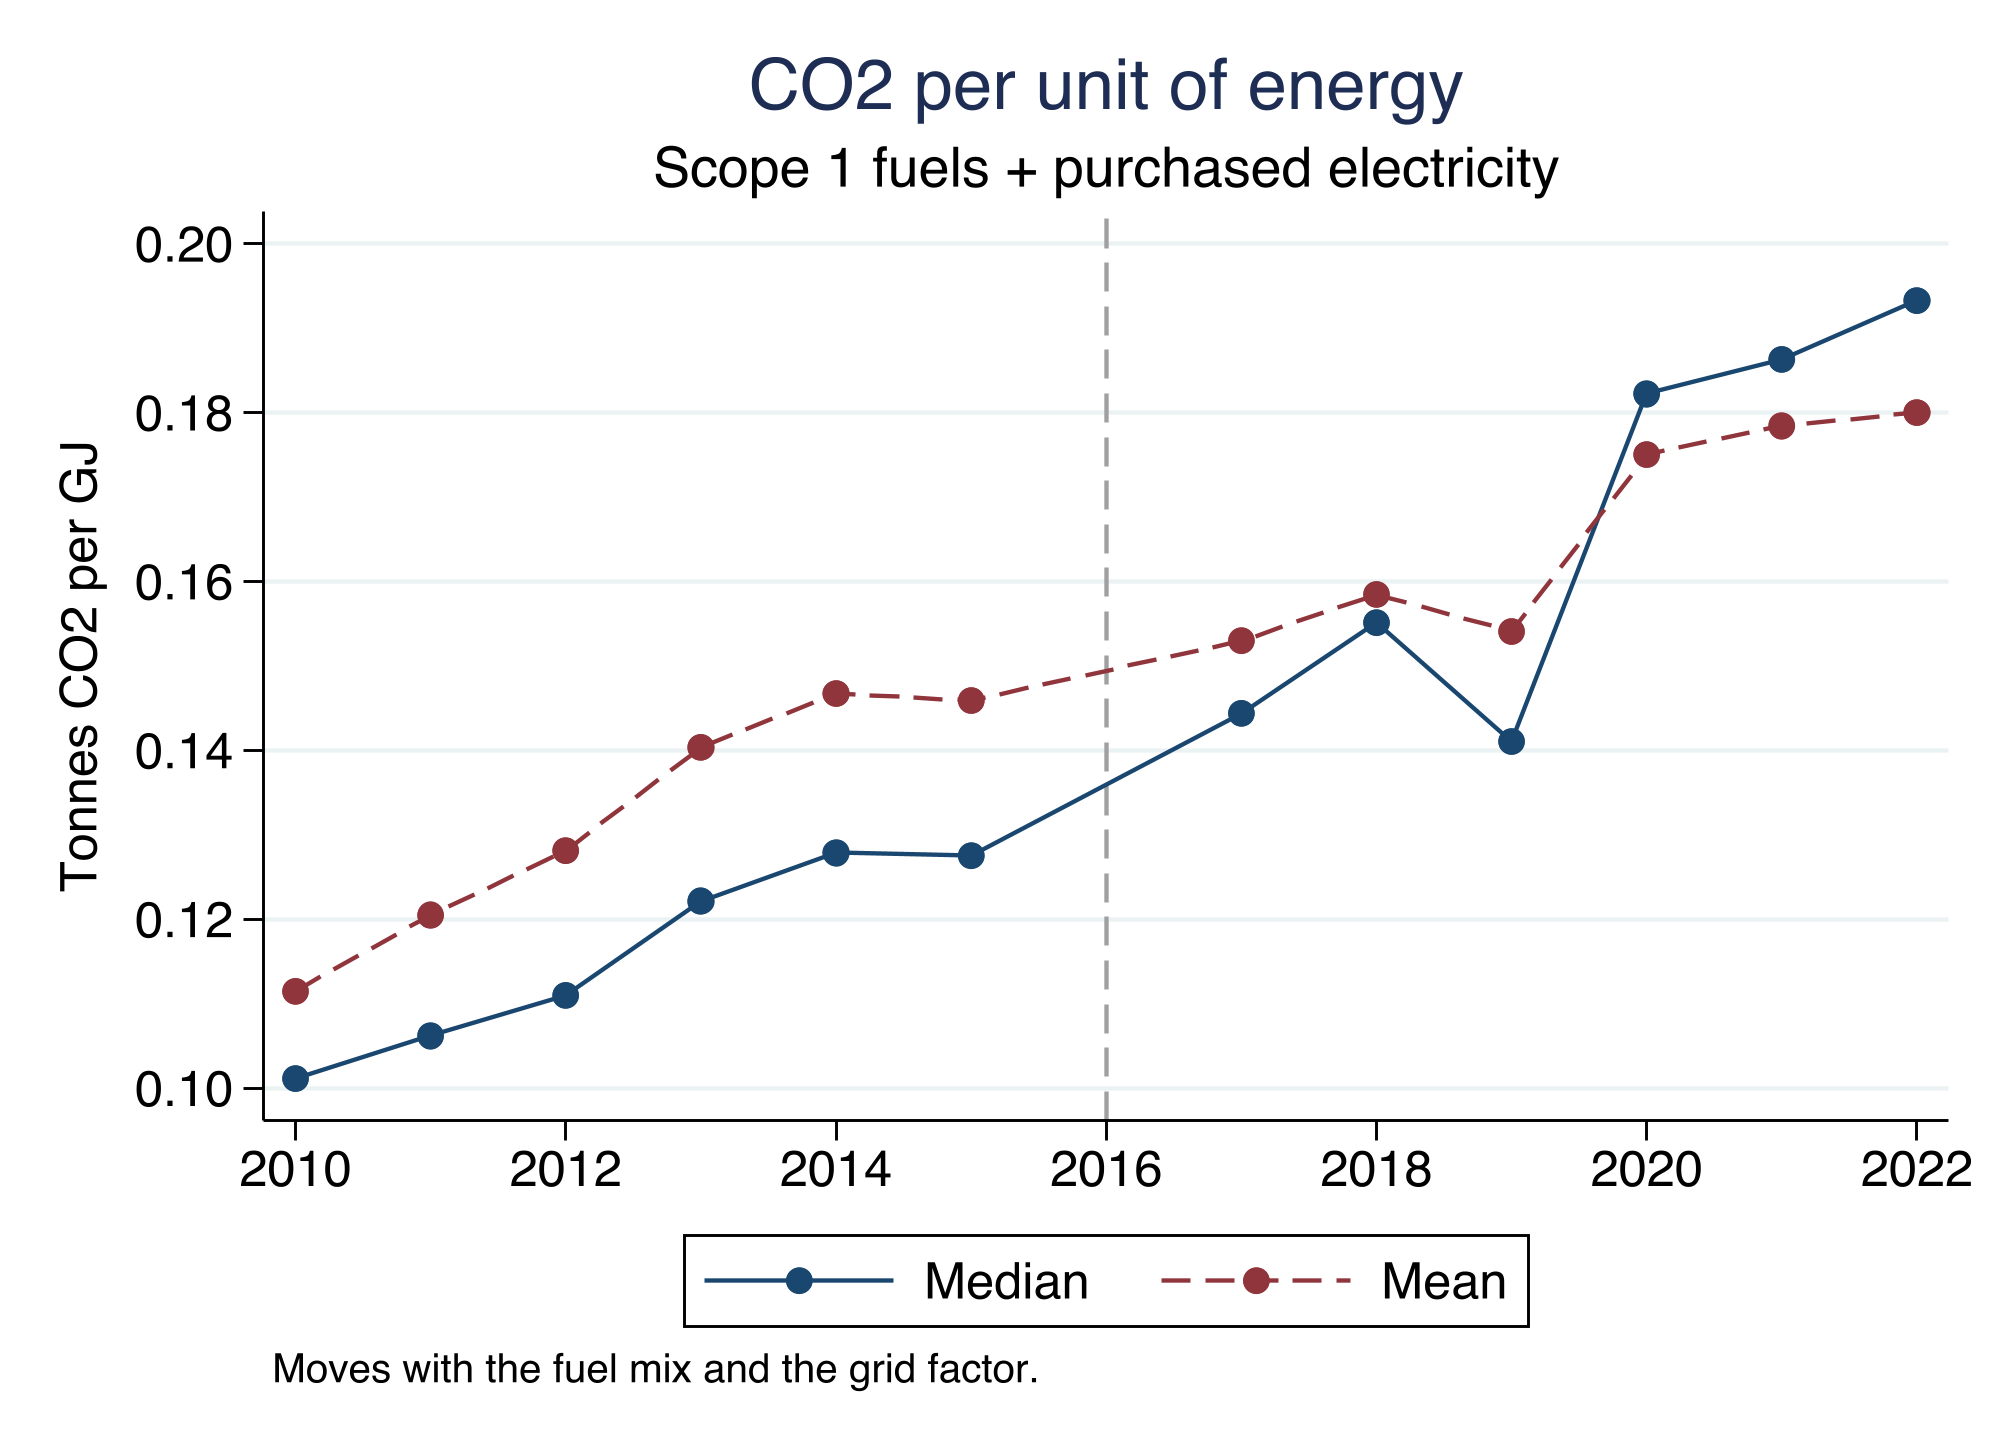 CO2 per unit of energy
Scope 1 fuels + purchased electricity
Tonnes CO2 per GJ
0.20
0.18
0.16
0.14
0.12
0.10
2010 2012 2014 2016 2018 2020 2022
Median Mean
Moves with the fuel mix and the grid factor.